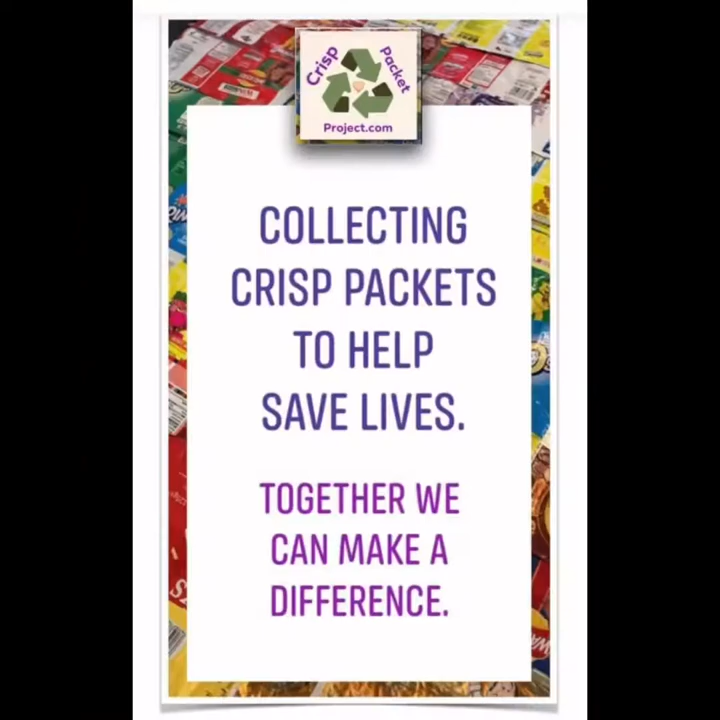 Crisp Packet
Project.com
COLLECTING
CRISP PACKETS
TO HELP
SAVE LIVES.
TOGETHER WE
CAN MAKE A
DIFFERENCE.